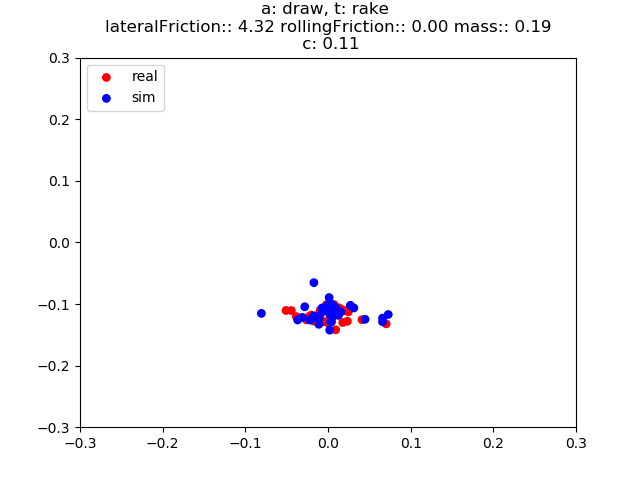 a: draw, t: rake
lateralFriction:: 4.32 rollingFriction:: 0.00 mass:: 0.19
c: 0.11
real
sim
0.3
0.2
0.1
0.0
−0.1
−0.2
−0.3
−0.3 −0.2 −0.1 0.0 0.1 0.2 0.3